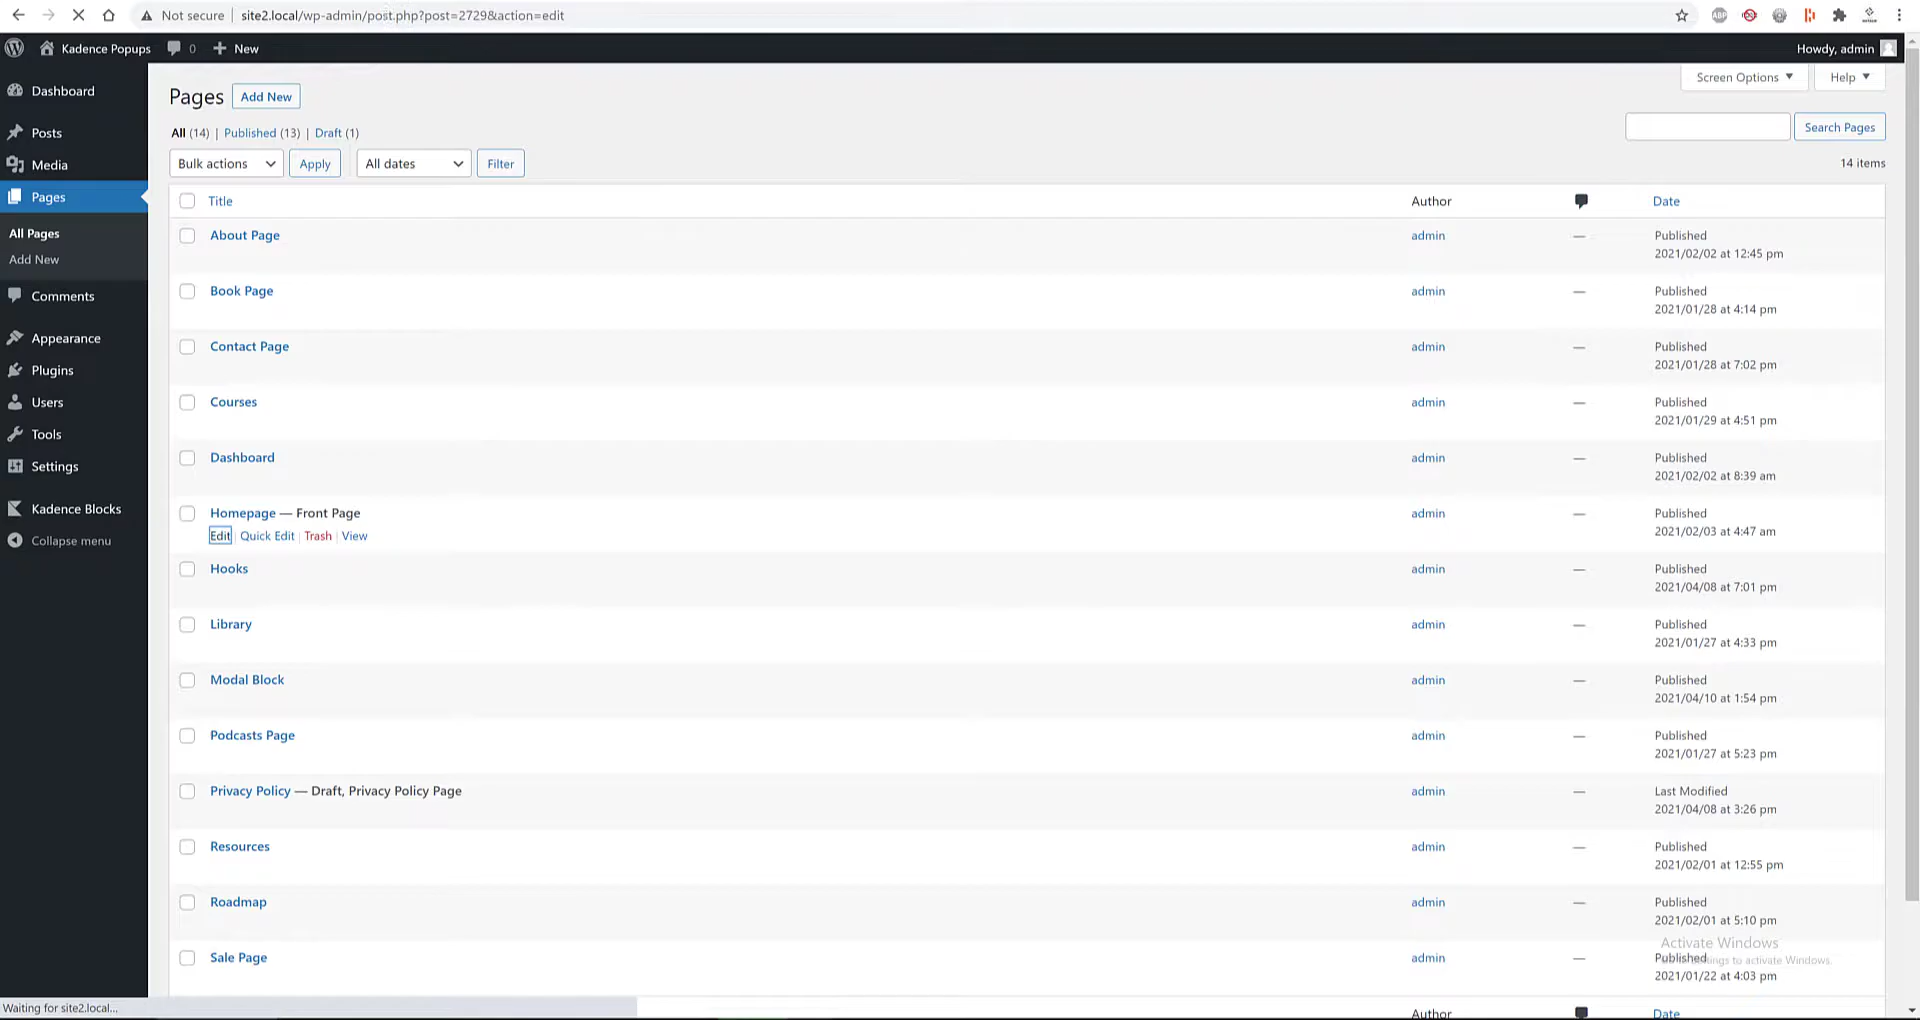 Not secure | site2.local/wp-admin/post.php?post=2729&action=edit
ABP
Kadence Popups 0 New Howdy, admin
Screen Options Help
Dashboard
Posts
Media
Pages
All Pages
Add New
Comments
Appearance
Plugins
Users
Tools
Settings
Kadence Blocks
Collapse menu
Pages Add New
All (14) | Published (13) | Draft (1)
Search Pages
Bulk actions Apply All dates Filter
14 items
Title Author Date
About Page admin — Published
2021/02/02 at 12:45 pm
Book Page admin — Published
2021/01/28 at 4:14 pm
Contact Page admin — Published
2021/01/28 at 7:02 pm
Courses admin — Published
2021/01/29 at 4:51 pm
Dashboard admin — Published
2021/02/02 at 8:39 am
Homepage — Front Page admin — Published
2021/02/03 at 4:47 am
Edit | Quick Edit | Trash | View
Hooks admin — Published
2021/04/08 at 7:01 pm
Library admin — Published
2021/01/27 at 4:33 pm
Modal Block admin — Published
2021/04/10 at 1:54 pm
Podcasts Page admin — Published
2021/01/27 at 5:23 pm
Privacy Policy — Draft, Privacy Policy Page admin — Last Modified
2021/04/08 at 3:26 pm
Resources admin — Published
2021/02/01 at 12:55 pm
Roadmap admin — Published
2021/02/01 at 5:10 pm
Activate Windows
Sale Page admin — Published
to activate Windows.
2021/01/22 at 4:03 pm
Author Date
Waiting for site2.local...